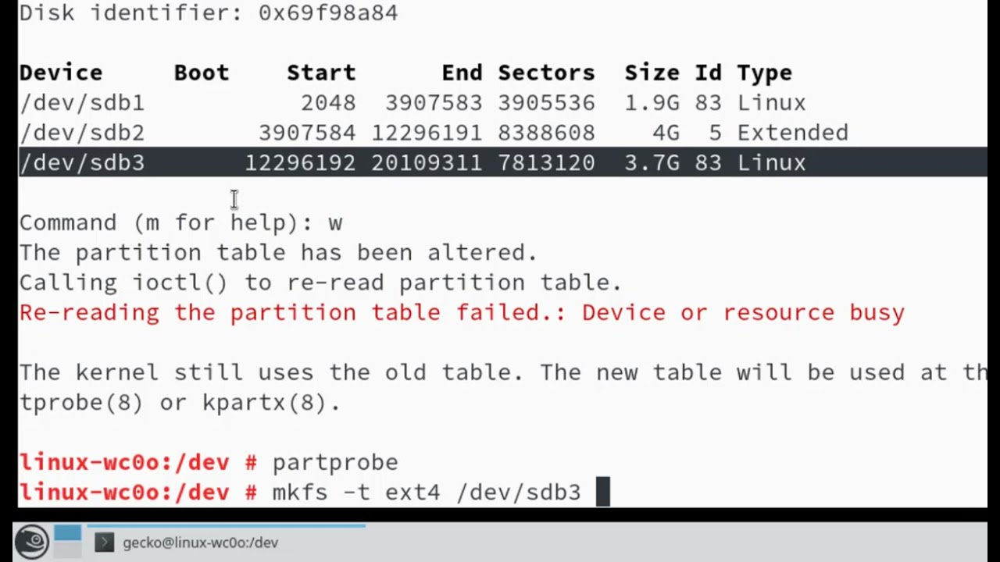 Disk identifier: 0x69f98a84
Device Boot Start End Sectors Size Id Type
/dev/sdb1 2048 3907583 3905536 1.9G 83 Linux
/dev/sdb2 3907584 12296191 8388608 4G 5 Extended
/dev/sdb3 12296192 20109311 7813120 3.7G 83 Linux
Command (m for help): w
The partition table has been altered.
Calling ioctl() to re-read partition table.
Re-reading the partition table failed.: Device or resource busy
The kernel still uses the old table. The new table will be used at th
tprobe(8) or kpartx(8).
linux-wc0o:/dev # partprobe
linux-wc0o:/dev # mkfs -t ext4 /dev/sdb3
gecko@linux-wc0o:/dev